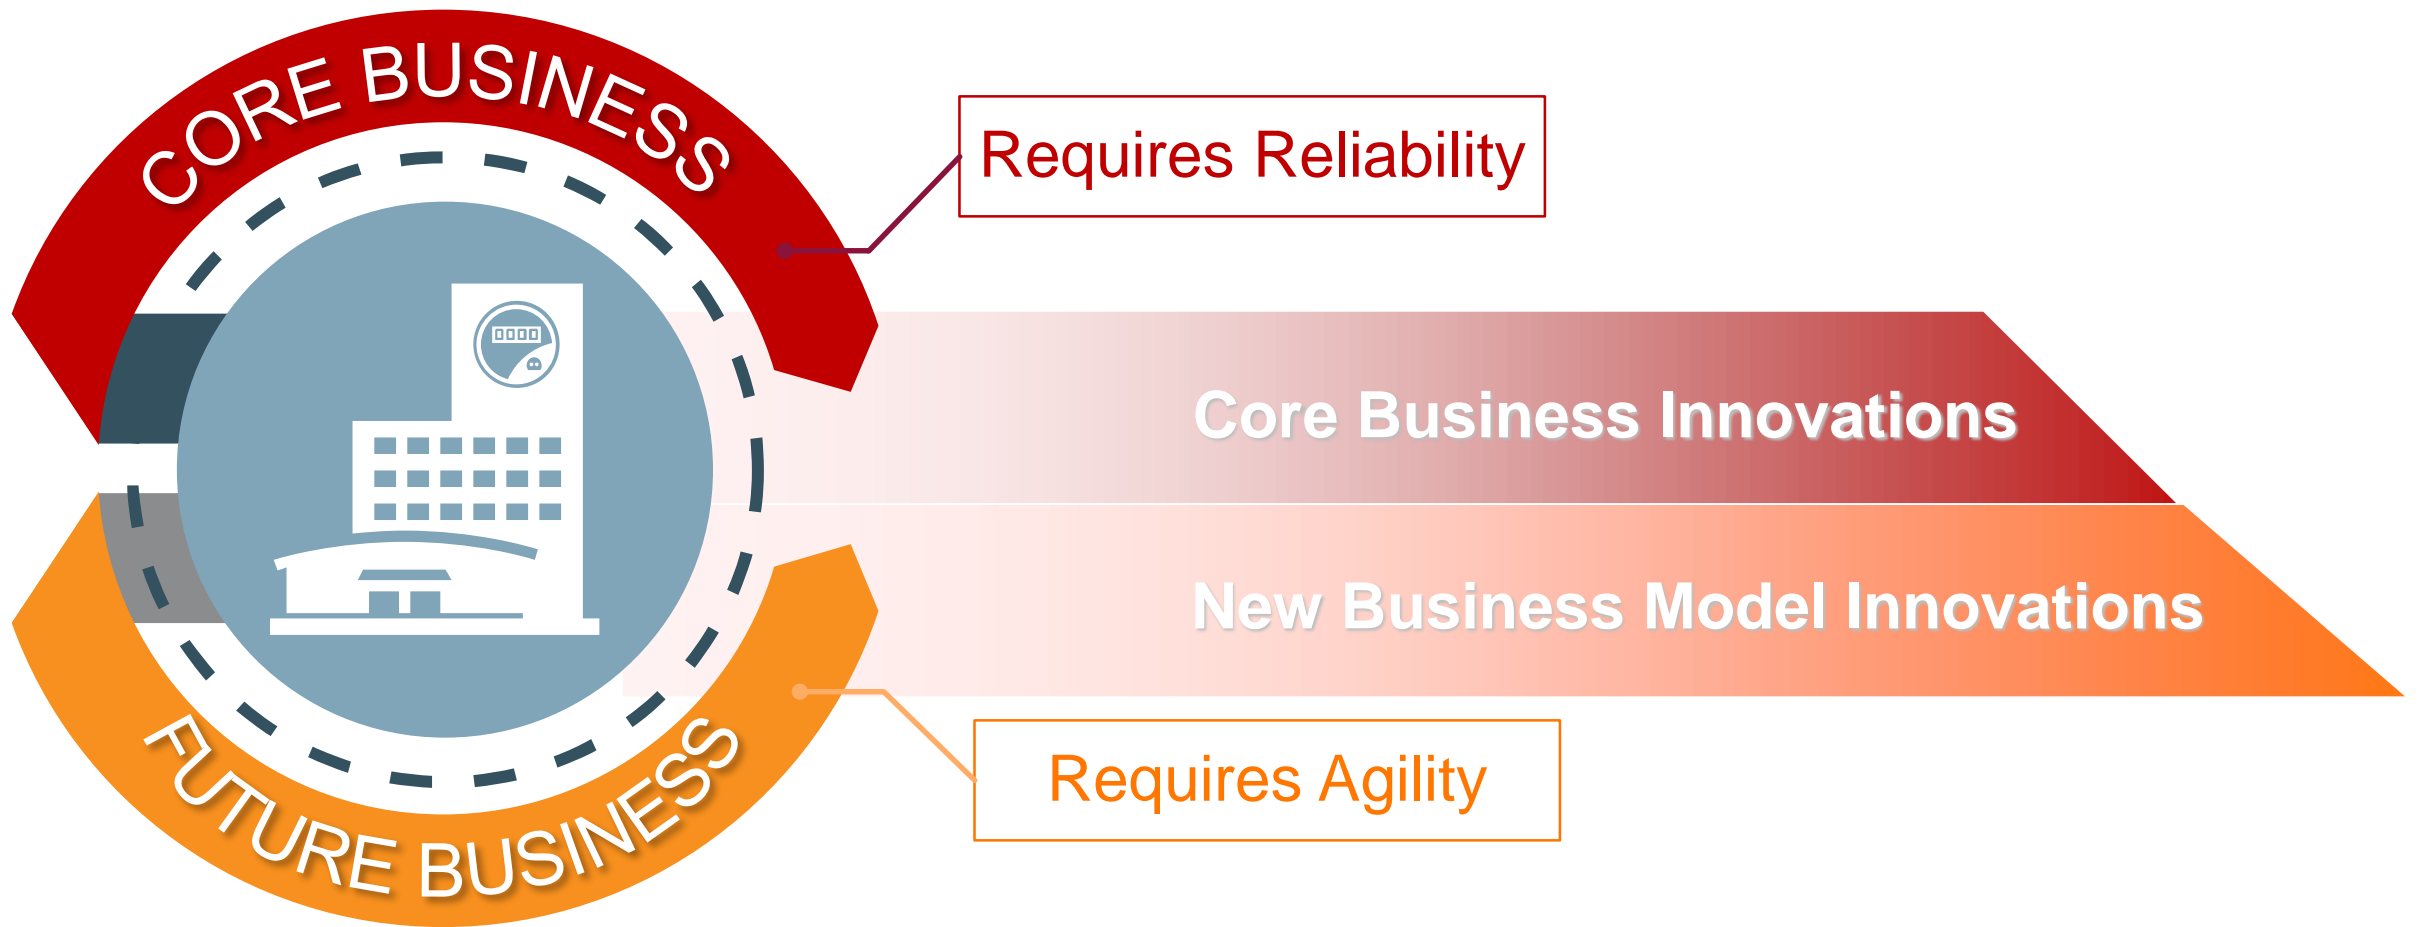 CORE BUSINESS
Requires Reliability
Core Business Innovations
New Business Model Innovations
Requires Agility
FUTURE BUSINESS